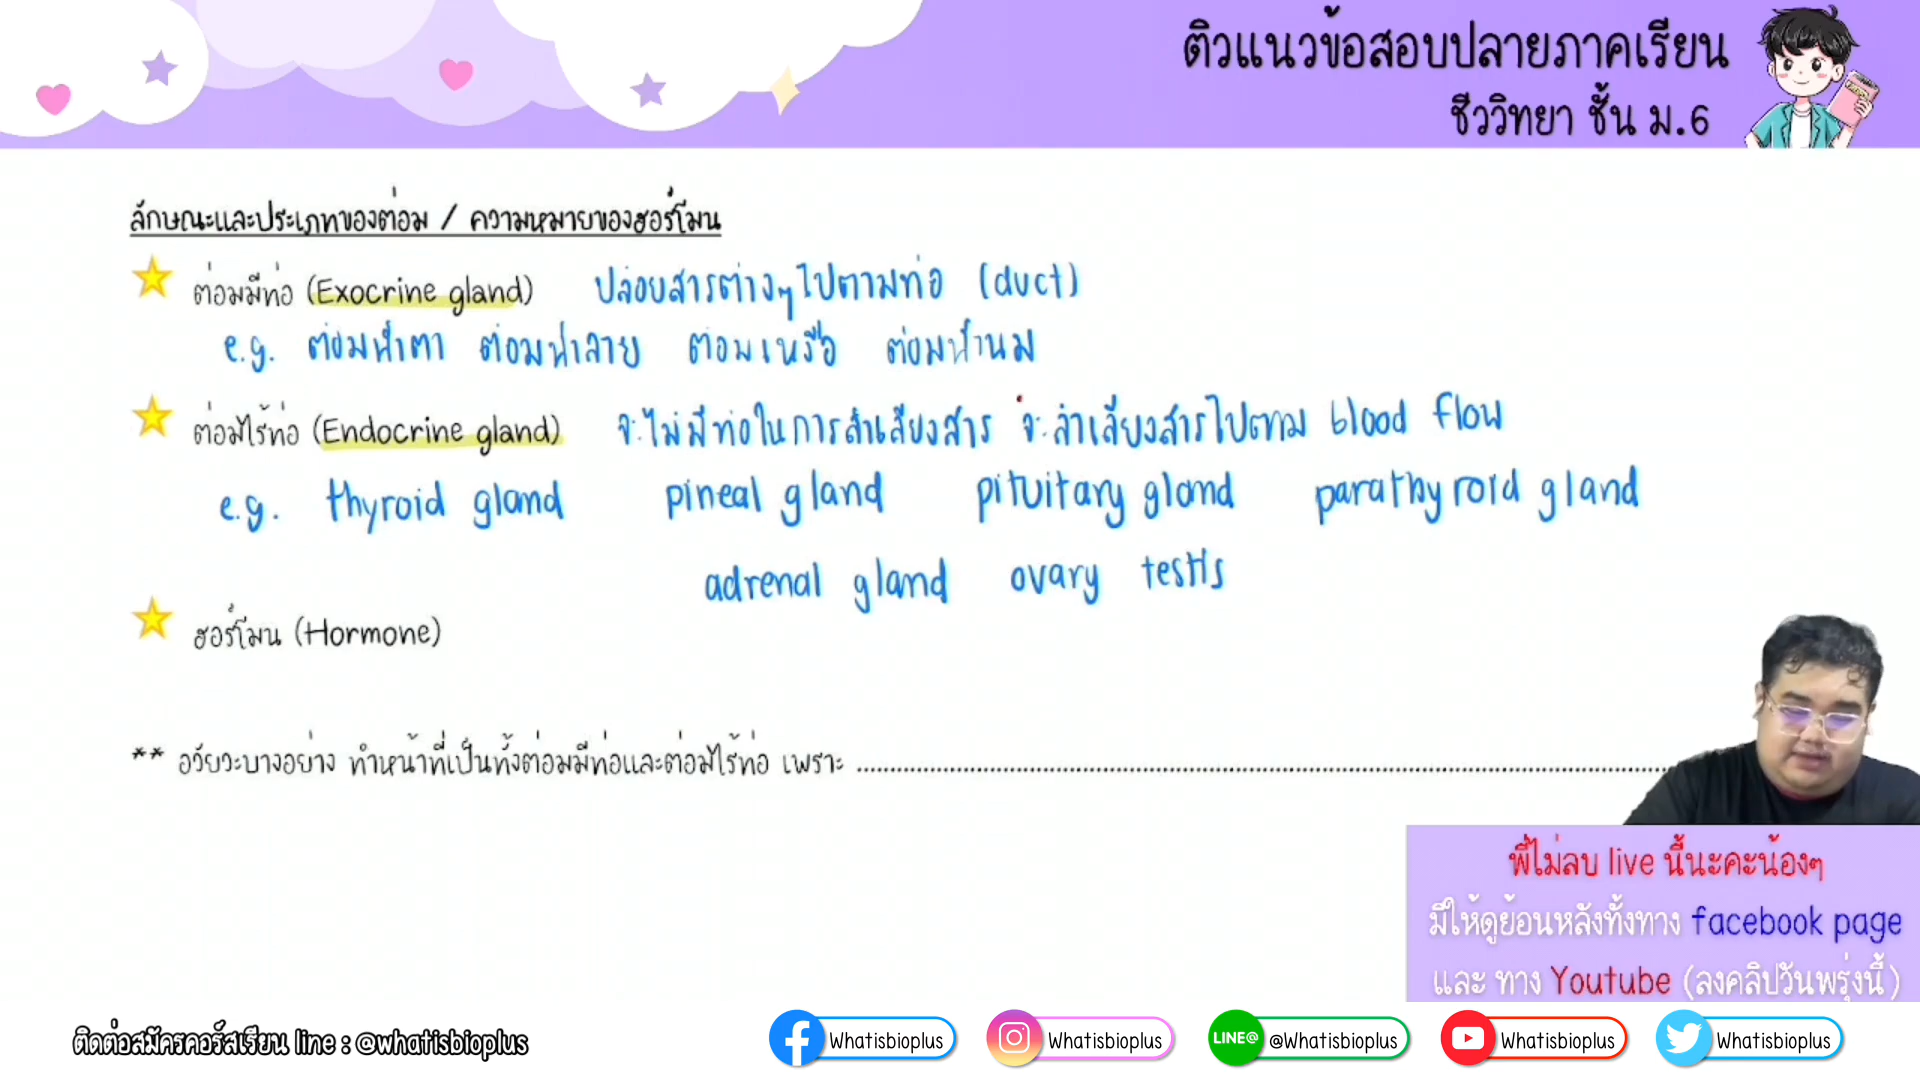 ติวแนวข้อสอบปลายภาคเรียน
ชีววิทยา ชั้น ม.6
ลักษณะและประเภทของต่อม / ความหมายของฮอร์โมน
ต่อมมีท่อ (Exocrine gland) ปล่อยสารต่างๆไปตามท่อ (duct)
e.g. ต่อมน้ำตา ต่อมน้ำลาย ต่อมเหงื่อ ต่อมน้ำนม
ต่อมไร้ท่อ (Endocrine gland) จะไม่มีท่อในการลำเลียงสาร จะลำเลียงสารไปตาม blood flow
e.g. thyroid gland pineal gland pituitary gland parathyroid gland
adrenal gland ovary testis
ฮอร์โมน (Hormone)
** อวัยวะบางอย่าง ทำหน้าที่เป็นทั้งต่อมมีท่อและต่อมไร้ท่อ เพราะ ................................
พี่ไม่ลบ live นี้นะคะน้องๆ
มีให้ดูย้อนหลังทั้งทาง facebook page
และ ทาง Youtube (ลงคลิปวันพรุ่งนี้)
ติดต่อสมัครคอร์สเรียน line : @whatisbioplus
Whatisbioplus
Whatisbioplus
LINE@ @Whatisbioplus
Whatisbioplus
Whatisbioplus